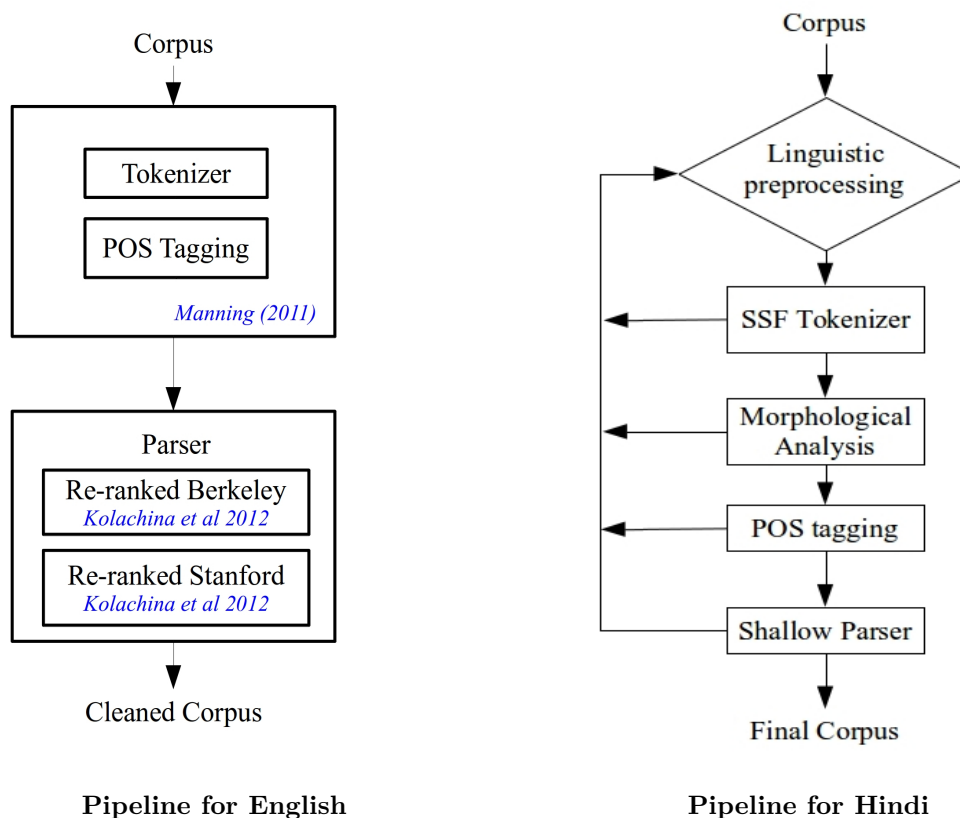 Corpus
Tokenizer
POS Tagging
Manning (2011)
Parser
Re-ranked Berkeley
Kolachina et al 2012
Re-ranked Stanford
Kolachina et al 2012
Cleaned Corpus
Pipeline for English
Corpus
Linguistic
preprocessing
SSF Tokenizer
Morphological
Analysis
POS tagging
Shallow Parser
Final Corpus
Pipeline for Hindi